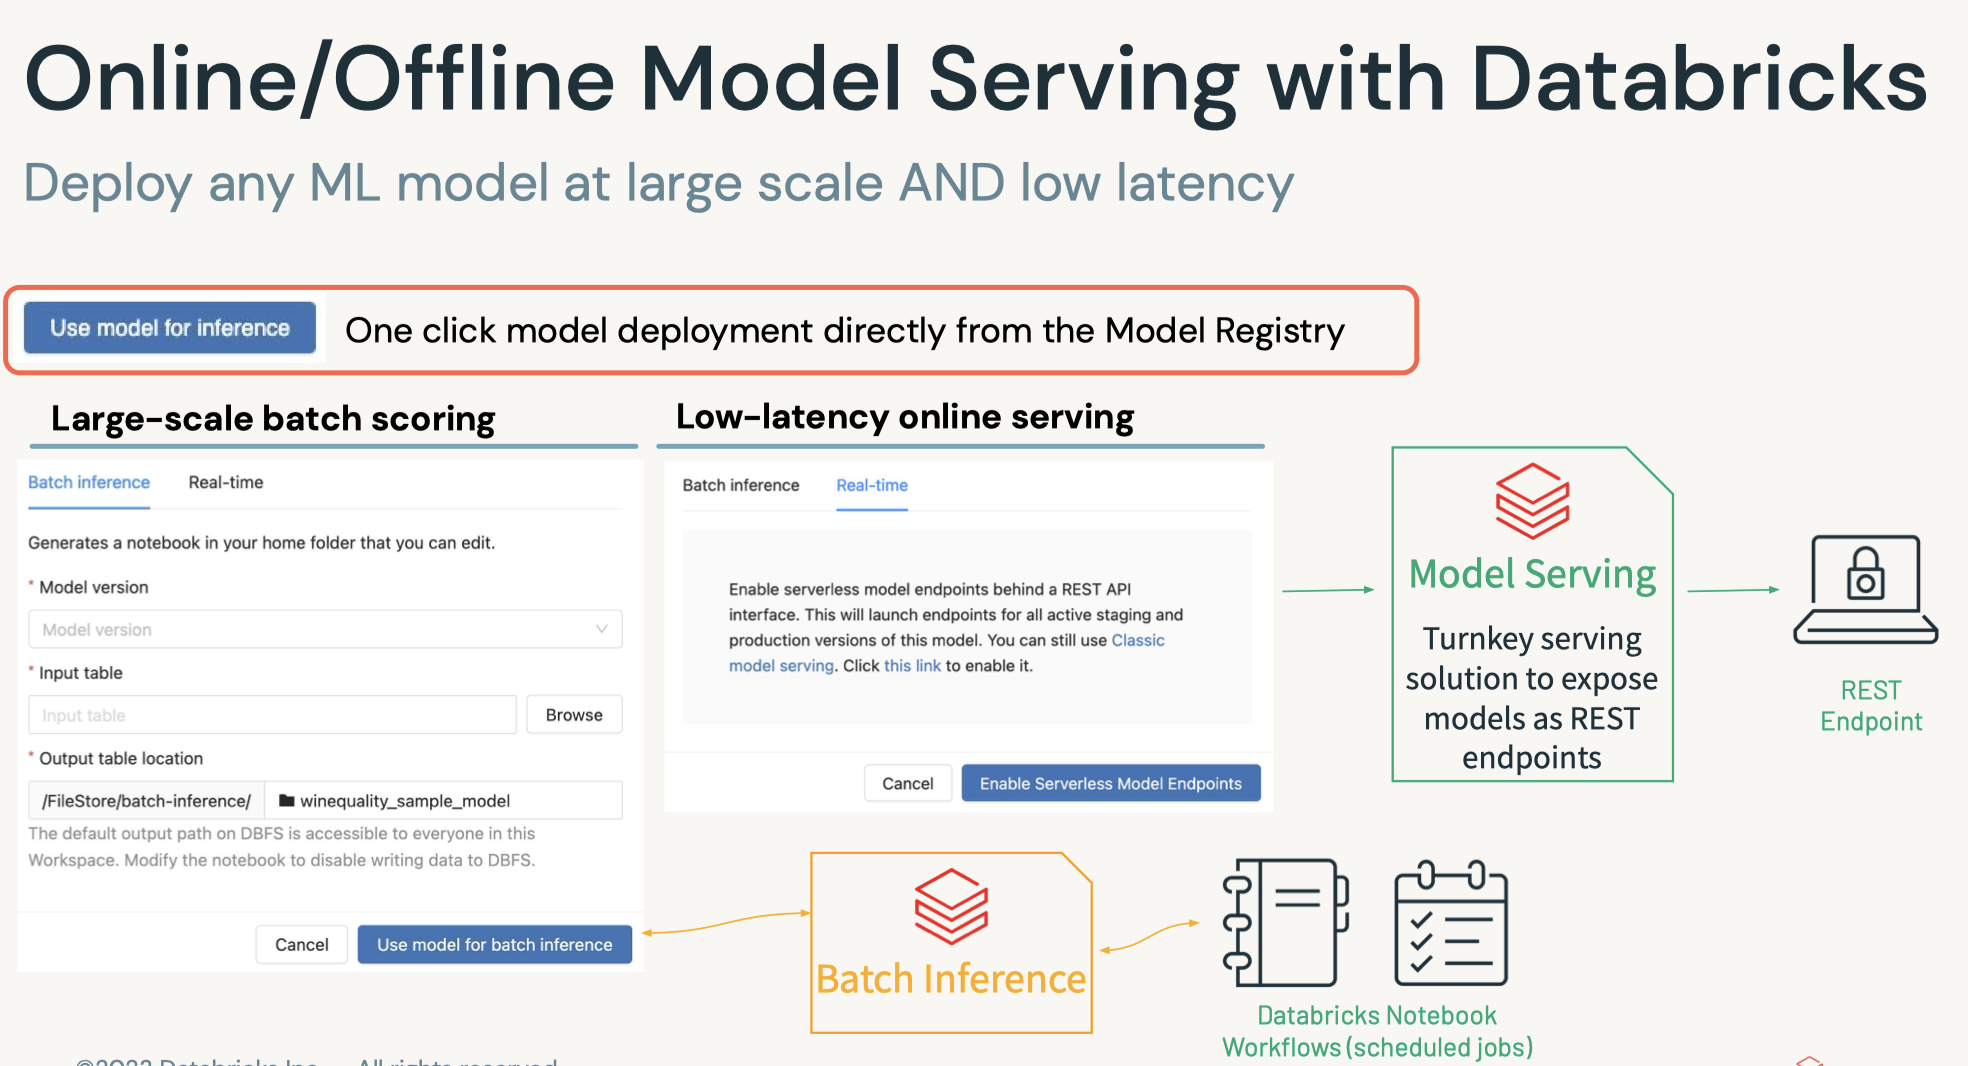 Online/Offline Model Serving with Databricks
Deploy any ML model at large scale AND low latency
Use model for inference
One click model deployment directly from the Model Registry
Large-scale batch scoring
Batch inference
Real-time
Generates a notebook in your home folder that you can edit.
* Model version
Model version
* Input table
Input table
Browse
* Output table location
/FileStore/batch-inference/
winequality_sample_model
The default output path on DBFS is accessible to everyone in this
Workspace. Modify the notebook to disable writing data to DBFS.
Cancel
Use model for batch inference
Low-latency online serving
Batch inference
Real-time
Enable serverless model endpoints behind a REST API
interface. This will launch endpoints for all active staging and
production versions of this model. You can still use Classic
model serving. Click this link to enable it.
Cancel
Enable Serverless Model Endpoints
Model Serving
Turnkey serving
solution to expose
models as REST
endpoints
REST
Endpoint
Batch Inference
Databricks Notebook
Workflows (scheduled jobs)
Databricks Inc. — All rights reserved